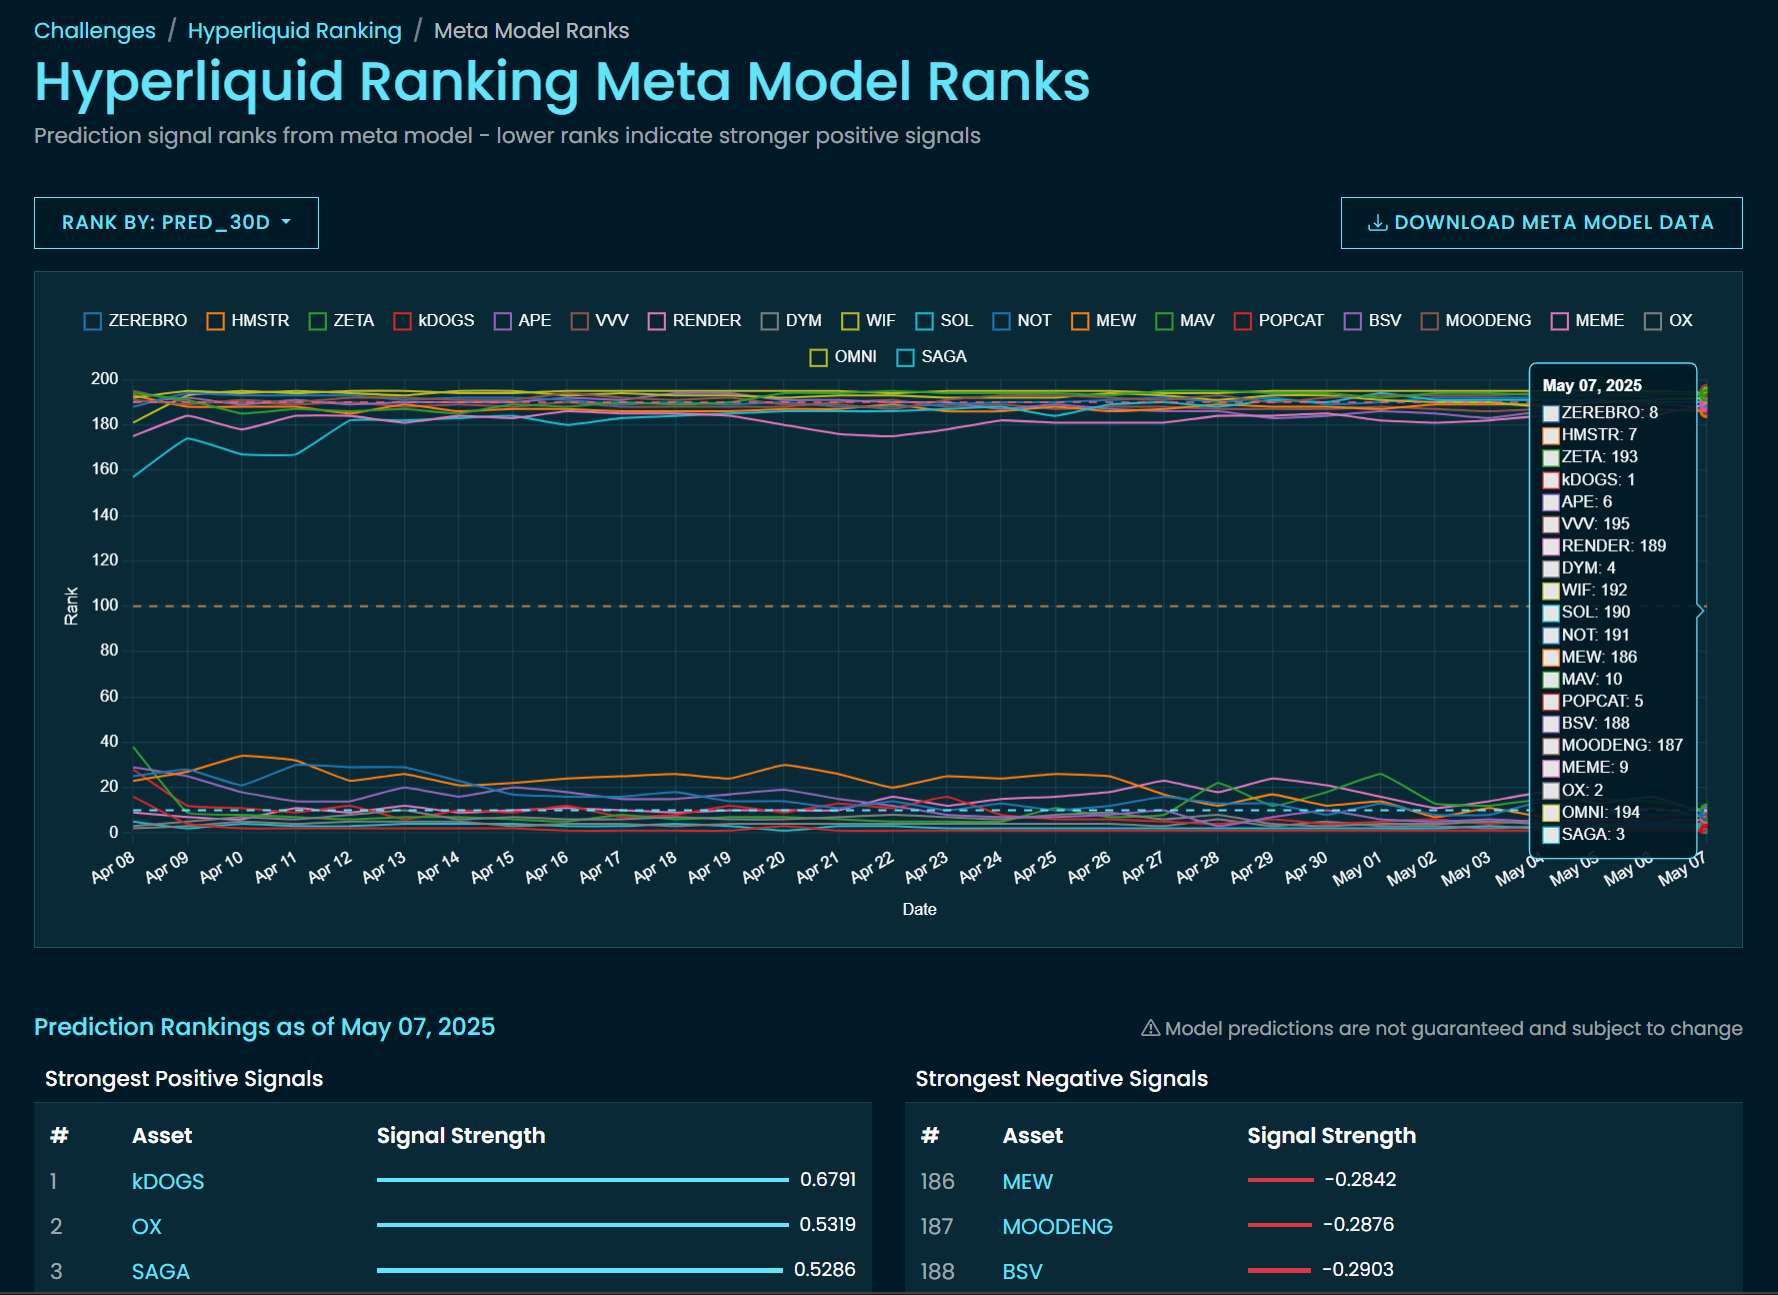 Challenges / Hyperliquid Ranking / Meta Model Ranks
Hyperliquid Ranking Meta Model Ranks
Prediction signal ranks from meta model - lower ranks indicate stronger positive signals
RANK BY: PRED_30D
DOWNLOAD META MODEL DATA
ZEREBRO HMSTR ZETA kDOGS APE VVV RENDER DYM WIF SOL NOT MEW MAV POPCAT BSV MOODENG MEME OX
OMNI SAGA
200
180
160
140
120
100
80
60
40
20
0
Rank
May 07, 2025
ZEREBRO: 8
HMSTR: 7
ZETA: 193
kDOGS: 1
APE: 6
VVV: 195
RENDER: 189
DYM: 4
WIF: 192
SOL: 190
NOT: 191
MEW: 186
MAV: 10
POPCAT: 5
BSV: 188
MOODENG: 187
MEME: 9
OX: 2
OMNI: 194
SAGA: 3
Apr 08 Apr 09 Apr 10 Apr 11 Apr 12 Apr 13 Apr 14 Apr 15 Apr 16 Apr 17 Apr 18 Apr 19 Apr 20 Apr 21 Apr 22 Apr 23 Apr 24 Apr 25 Apr 26 Apr 27 Apr 28 Apr 29 Apr 30 May 01 May 02 May 03 May 04 May 05 May 06 May 07
Date
Prediction Rankings as of May 07, 2025
Model predictions are not guaranteed and subject to change
Strongest Positive Signals
# Asset Signal Strength
1 kDOGS 0.6791
2 OX 0.5319
3 SAGA 0.5286
Strongest Negative Signals
# Asset Signal Strength
186 MEW -0.2842
187 MOODENG -0.2876
188 BSV -0.2903